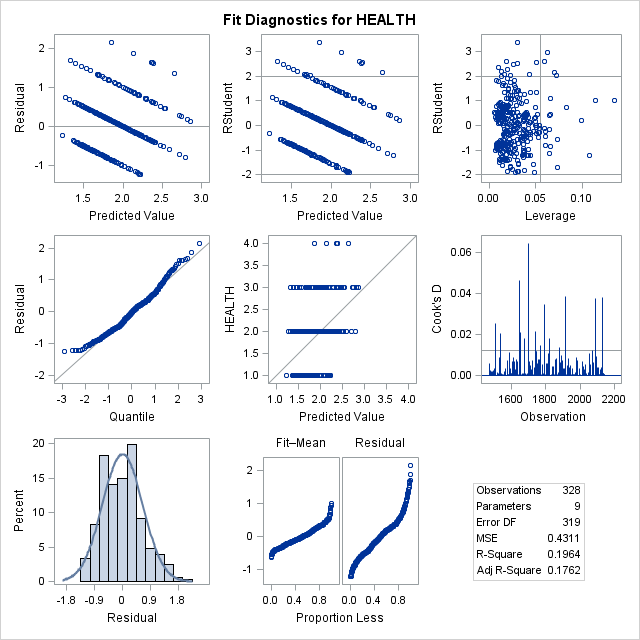 Fit Diagnostics for HEALTH
2
1
0
-1
Residual
1.5 2.0 2.5 3.0
Predicted Value
3
2
1
0
-1
-2
RStudent
1.5 2.0 2.5 3.0
Predicted Value
3
2
1
0
-1
-2
RStudent
0.00 0.05 0.10
Leverage
2
1
0
-1
-2
Residual
-3 -2 -1 0 1 2 3
Quantile
4.0
3.5
3.0
2.5
2.0
1.5
1.0
HEALTH
1.0 1.5 2.0 2.5 3.0 3.5 4.0
Predicted Value
0.06
0.04
0.02
0.00
Cook's D
1600 1800 2000 2200
Observation
20
15
10
5
0
Percent
-1.8 -0.9 0 0.9 1.8
Residual
Fit–Mean Residual
2
1
0
-1
0.0 0.4 0.8 0.0 0.4 0.8
Proportion Less
Observations 328
Parameters 9
Error DF 319
MSE 0.4311
R-Square 0.1964
Adj R-Square 0.1762